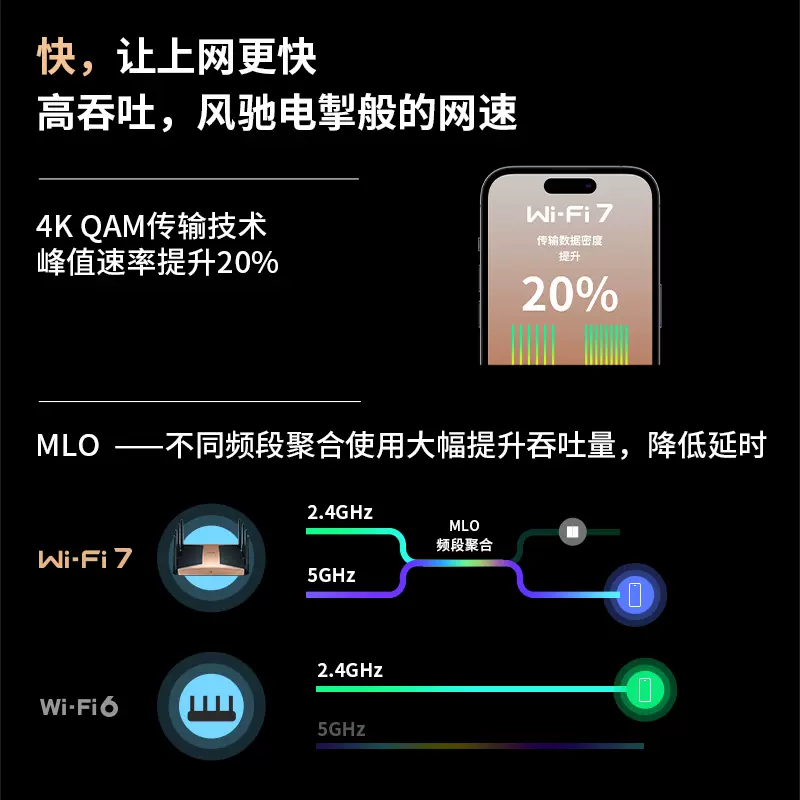 快，让上网更快
高吞吐，风驰电掣般的网速
4K QAM传输技术
峰值速率提升20%
Wi-Fi 7
传输数据密度
提升
20%
MLO ——不同频段聚合使用大幅提升吞吐量，降低延时
Wi-Fi 7
2.4GHz
MLO
频段聚合
5GHz
Wi-Fi 6
2.4GHz
5GHz